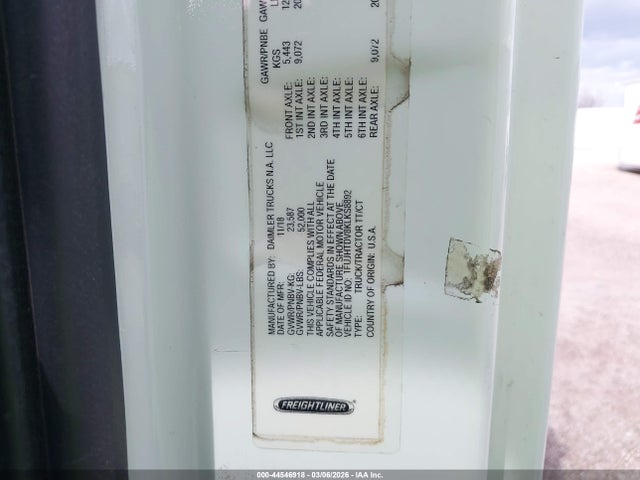 MANUFACTURED BY: DAIMLER TRUCKS N.A. LLC
DATE OF MFR: 11/18
GVWR/PNBV-KG: 23,587
GVWR/PNBV-LBS: 52,000
THIS VEHICLE COMPLIES WITH ALL
APPLICABLE FEDERAL MOTOR VEHICLE
SAFETY STANDARDS IN EFFECT AT THE DATE
OF MANUFACTURE SHOWN ABOVE.
VEHICLE ID NO.:
TYPE: TRUCK/TRACTOR TT/CT
COUNTRY OF ORIGIN: U.S.A.
GAWR/PNBE
KGS
FRONT AXLE: 5,443
1ST INT AXLE: 9,072
2ND INT AXLE:
3RD INT AXLE:
4TH INT AXLE:
5TH INT AXLE:
6TH INT AXLE:
REAR AXLE: 9,072
FREIGHTLINER
000-44546918 - 03/06/2026 - IAA Inc.